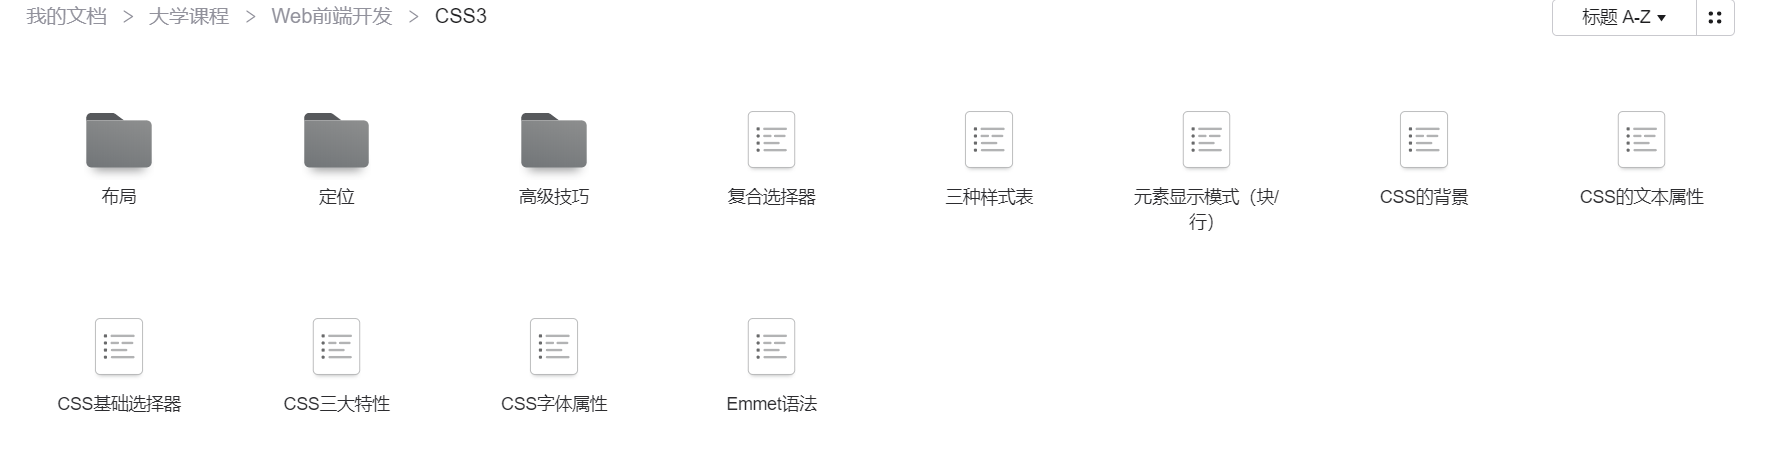 我的文档 > 大学课程 > Web前端开发 > CSS3
标题 A-Z
布局
定位
高级技巧
复合选择器
三种样式表
元素显示模式（块/
行）
CSS的背景
CSS的文本属性
CSS基础选择器
CSS三大特性
CSS字体属性
Emmet语法